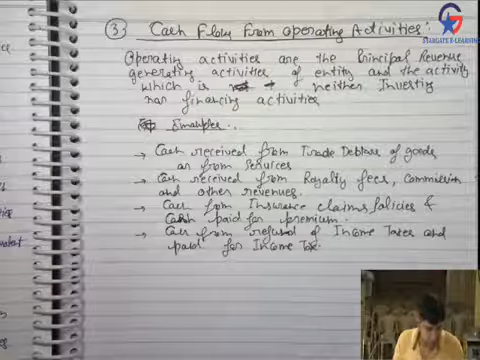 ③ Cash Flow From Operating Activities:
STARGATE E-LEARNING
Operating activities are the Principal Revenue
generating activities of entity and the activity
which is neither Investing
nor financing activities
Examples..
→ Cash received from Trade Debtors of goods
or from services
→ Cash received from Royalty fees, Commission
and other revenues.
→ Cash from Insurance claims policies &
Cash paid for premium.
→ Cash from refund of Income Taxes and
paid for Income Tax.